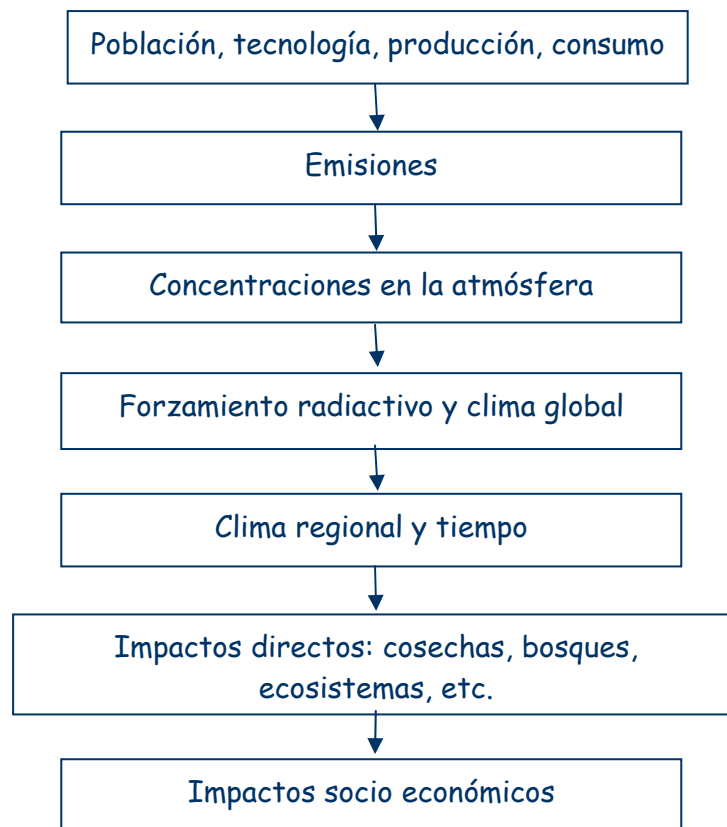 Población, tecnología, producción, consumo
Emisiones
Concentraciones en la atmósfera
Forzamiento radiactivo y clima global
Clima regional y tiempo
Impactos directos: cosechas, bosques,
ecosistemas, etc.
Impactos socio económicos